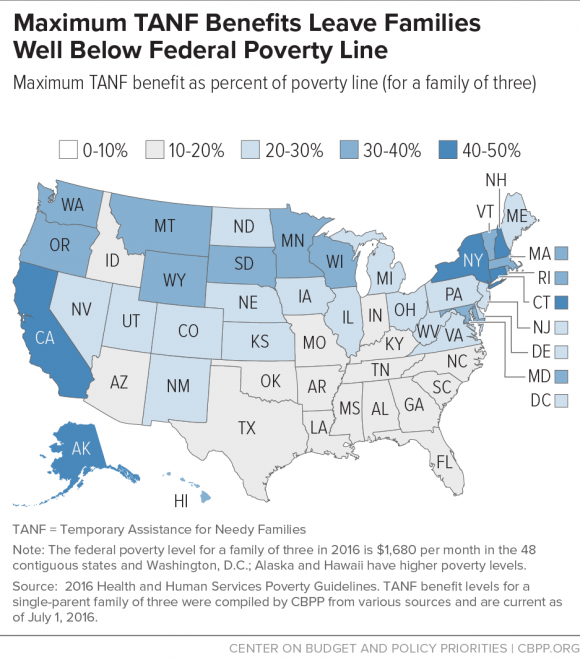 Maximum TANF Benefits Leave Families
Well Below Federal Poverty Line
Maximum TANF benefit as percent of poverty line (for a family of three)
0-10% 10-20% 20-30% 30-40% 40-50%
NH
VT
ME
WA
MT
ND
MN
OR
ID
SD
WI
NY
MA
WY
MI
RI
CT
NV
NE
IA
PA
NJ
CA
UT
CO
IL
IN
OH
DE
KS
MO
KY
WV
VA
MD
AZ
NM
OK
AR
TN
NC
DC
SC
MS
AL
GA
TX
LA
FL
AK
HI
TANF = Temporary Assistance for Needy Families
Note: The federal poverty level for a family of three in 2016 is $1,680 per month in the 48
contiguous states and Washington, D.C.; Alaska and Hawaii have higher poverty levels.
Source: 2016 Health and Human Services Poverty Guidelines. TANF benefit levels for a
single-parent family of three were compiled by CBPP from various sources and are current as
of July 1, 2016.
CENTER ON BUDGET AND POLICY PRIORITIES | CBPP.ORG